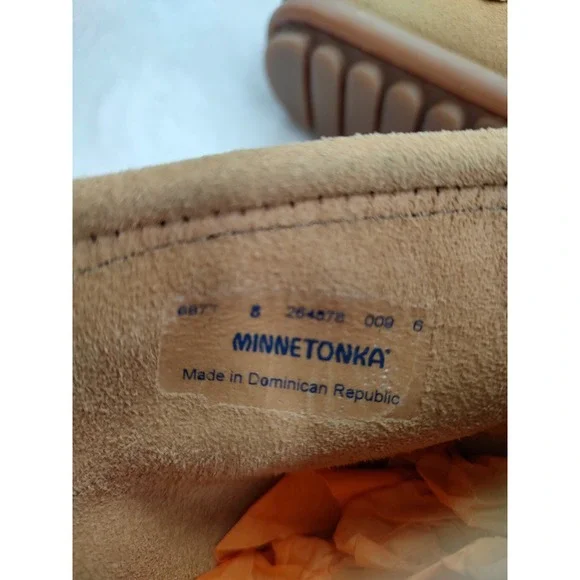 8 264578 009 6
MINNETONKA
Made in Dominican Republic